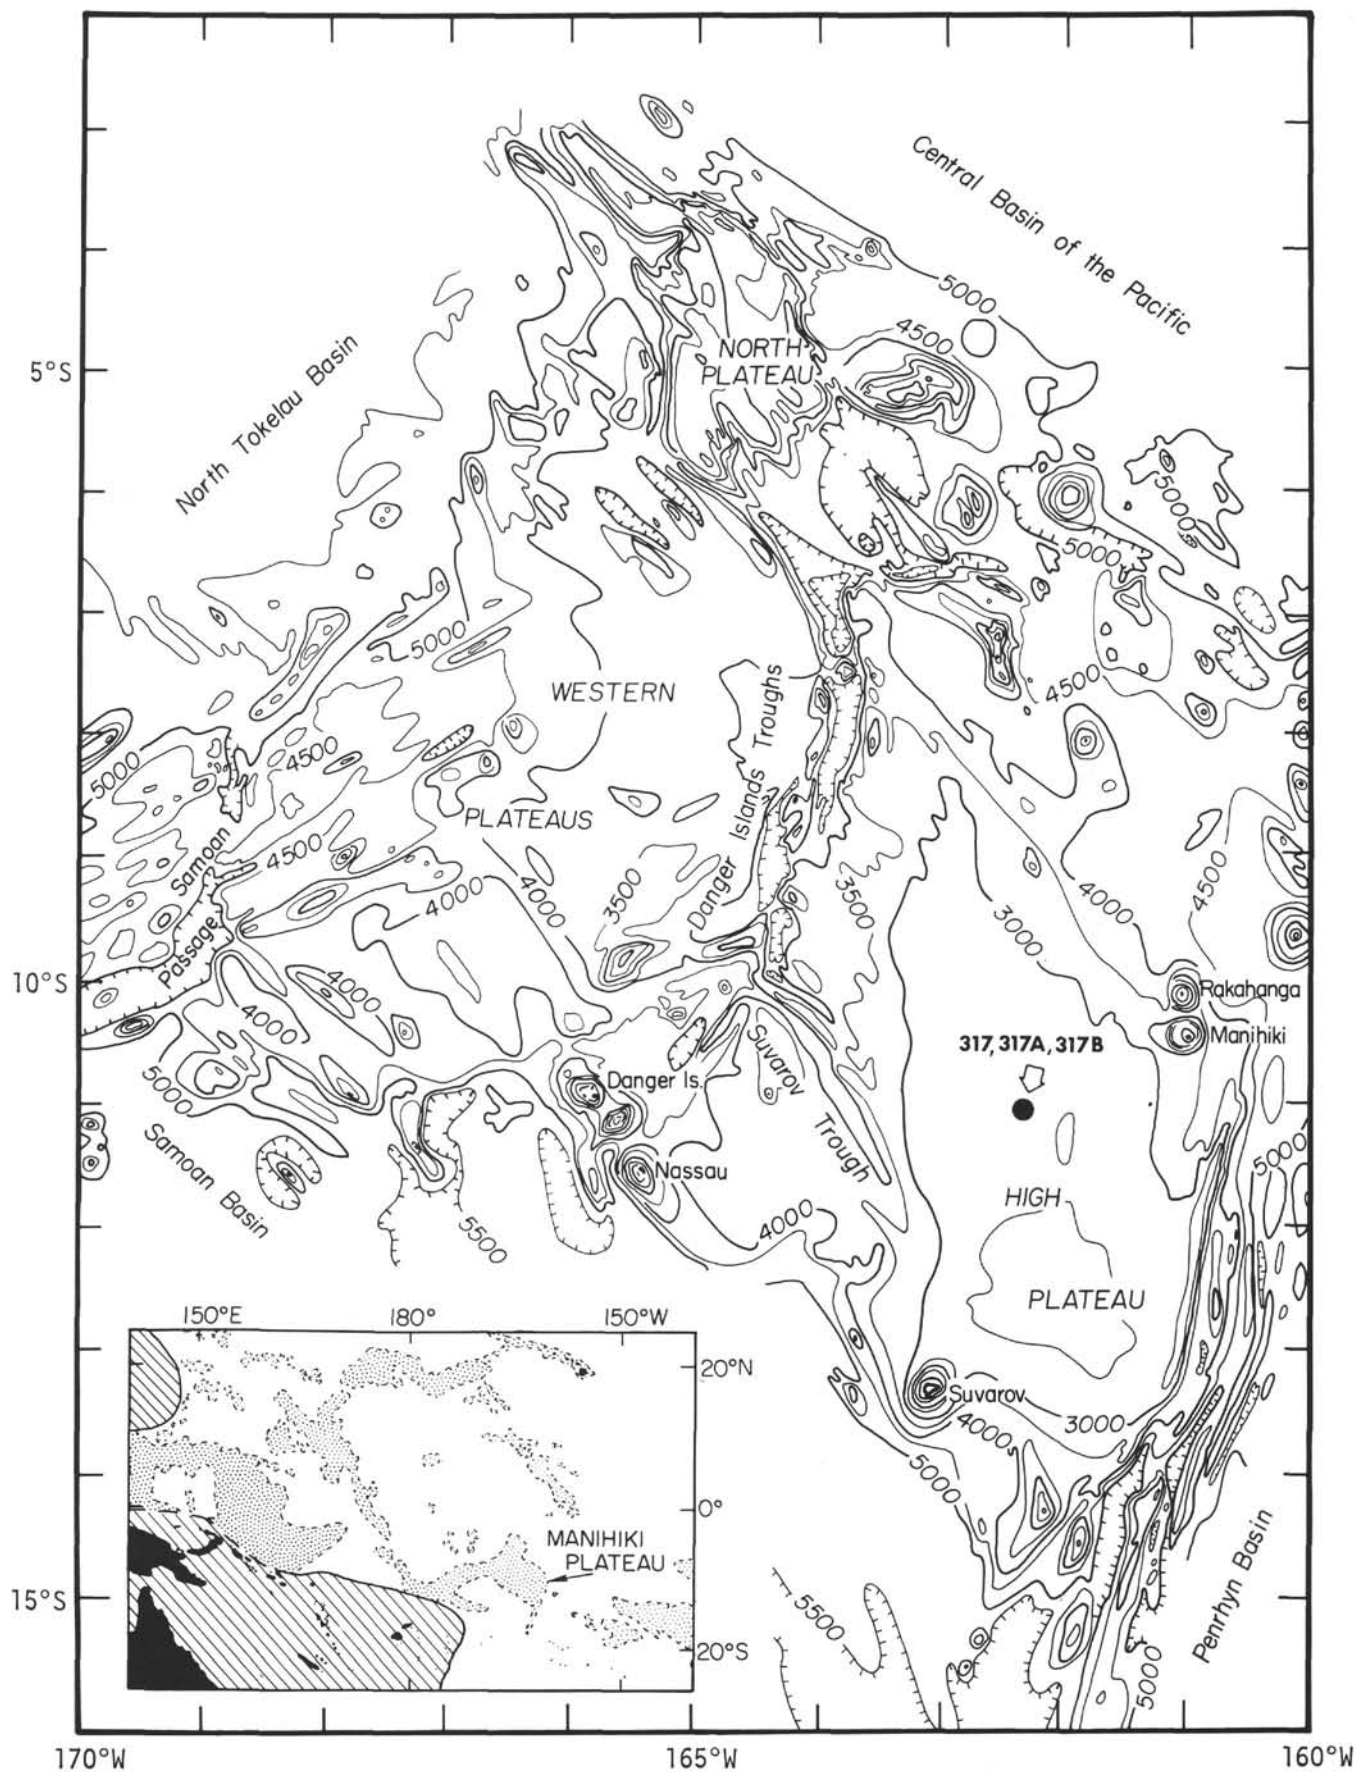 Central Basin of the Pacific
5000
4500
NORTH
PLATEAU
5°S
North Tokelau Basin
5000
5000
5000
WESTERN
4500
Danger Islands Troughs
5000
4500
PLATEAUS
Samoan
Passage
4500
4000
4000
3500
3500
3000
4000
4500
10°S
Rakahanga
Manihiki
4000
4000
Suvarov
Trough
317, 317A, 317B
5000
Danger Is.
Samoan Basin
Nassau
5000
5500
4000
HIGH
PLATEAU
Suvarov
4000
3000
5000
Penrhyn Basin
15°S
5500
5000
150°E
180°
150°W
20°N
0°
MANIHIKI
PLATEAU
20°S
170°W
165°W
160°W